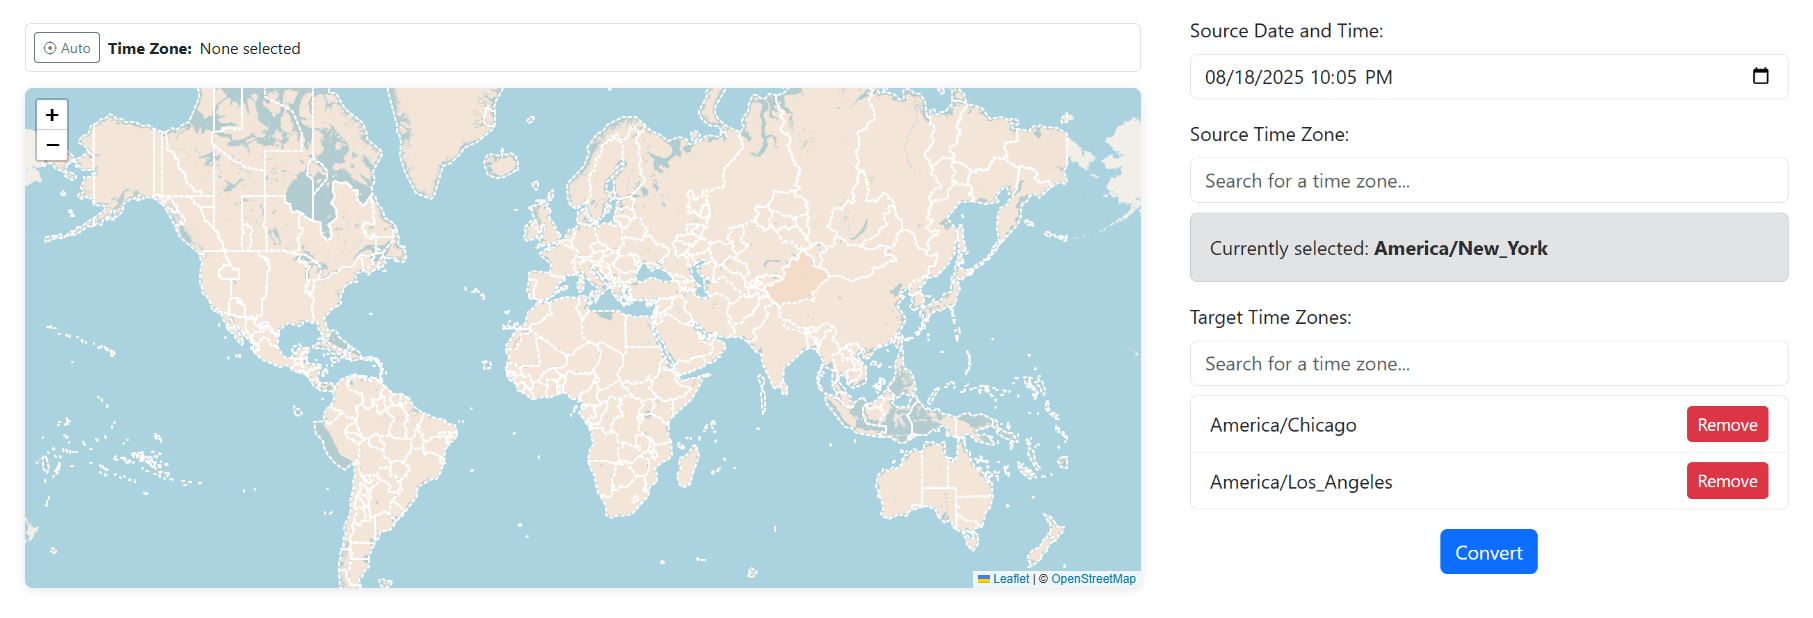 Auto Time Zone: None selected
+
−
Leaflet | © OpenStreetMap
Source Date and Time:
08/18/2025 10:05 PM
Source Time Zone:
Search for a time zone...
Currently selected: America/New_York
Target Time Zones:
Search for a time zone...
America/Chicago Remove
America/Los_Angeles Remove
Convert